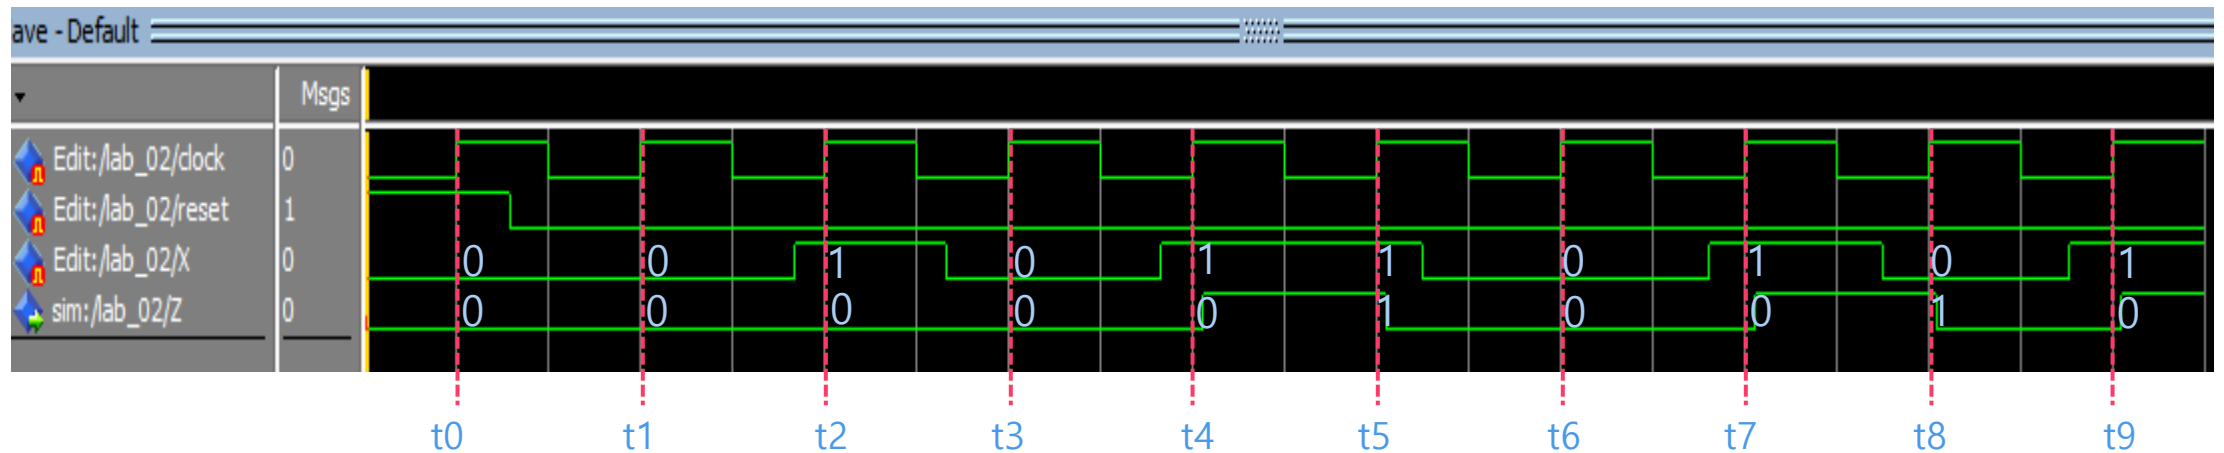 ave - Default
Msgs
Edit:/lab_02/clock 0
Edit:/lab_02/reset 1
Edit:/lab_02/X 0 0 0 1 0 1 1 0 1 0 1
sim:/lab_02/Z 0 0 0 0 0 0 1 0 0 1 0
t0 t1 t2 t3 t4 t5 t6 t7 t8 t9